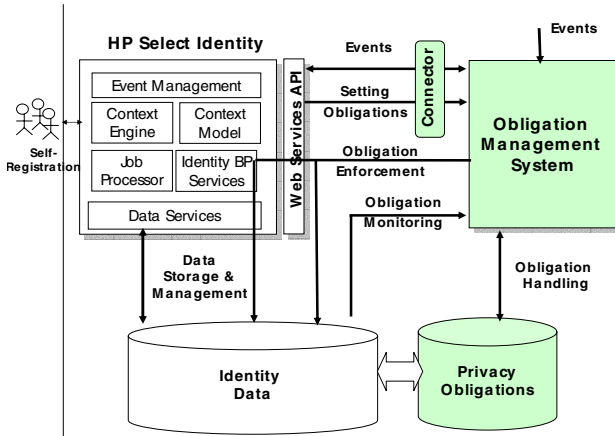 HP Select Identity
Event Management
Context
Engine
Context
Model
Job
Processor
Identity BP
Services
Data Services
Self-
Registration
Web Services API
Events
Setting
Obligations
Connector
Obligation
Enforcement
Obligation
Monitoring
Events
Obligation
Management
System
Data
Storage &
Management
Obligation
Handling
Identity
Data
Privacy
Obligations